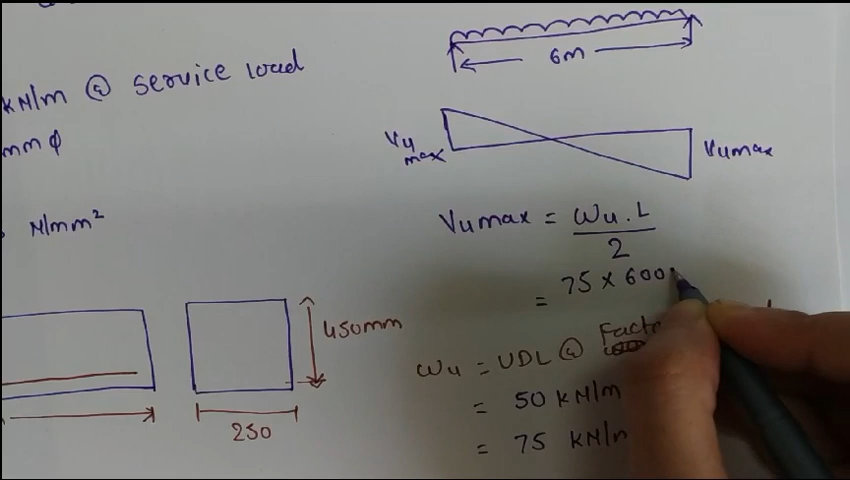 KN/m @ service load
mm ϕ
N/mm²
450mm
250
6m
Vu max
Vumax
Vumax = Wu.L / 2
= 75 × 600
Wu = UDL @
= 50 KN/m
= 75 KN/m